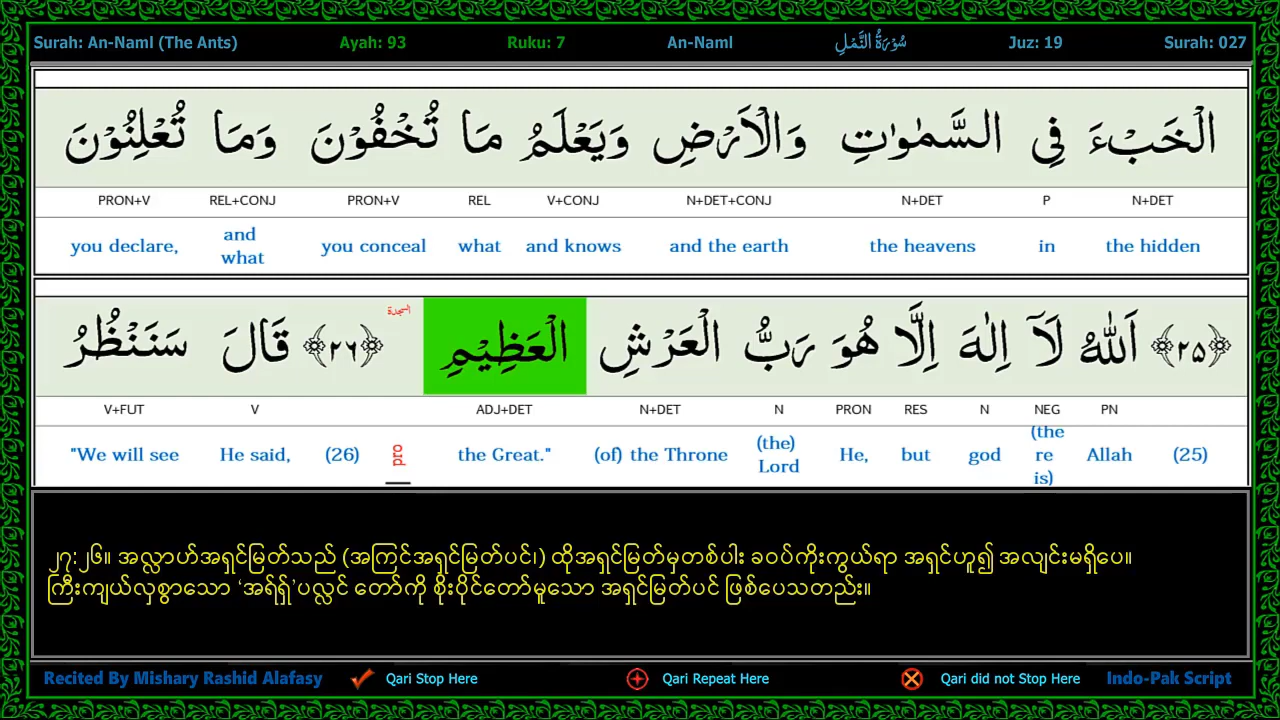 Surah: An-Naml (The Ants) Ayah: 93 Ruku: 7 An-Naml سُوْرَةُ النَّمْلِ Juz: 19 Surah: 027
الْخَبْءَ فِي السَّمٰوٰتِ وَالْاَرْضِ وَيَعْلَمُ مَا تُخْفُوْنَ وَمَا تُعْلِنُوْنَ
PRON+V REL+CONJ PRON+V REL V+CONJ N+DET+CONJ N+DET P N+DET
you declare, and what you conceal what and knows and the earth the heavens in the hidden
﴿٢٥﴾ اَللّٰهُ لَآ اِلٰهَ اِلَّا هُوَ رَبُّ الْعَرْشِ الْعَظِيْمِ السجدة ﴿٢٦﴾ قَالَ سَنَنْظُرُ
V+FUT V ADJ+DET N+DET N PRON RES N NEG PN
"We will see He said, (26) pro the Great." (of) the Throne (the) Lord He, but god (the re is) Allah (25)
၂၇:၂၆။ အလ္လာဟ်အရှင်မြတ်သည် (အကြင်အရှင်မြတ်ပင်၊) ထိုအရှင်မြတ်မှတစ်ပါး ခဝပ်ကိုးကွယ်ရာ အရှင်ဟူ၍ အလျင်းမရှိပေ။
ကြီးကျယ်လှစွာသော ‘အရ်ရှ်’ပလ္လင် တော်ကို စိုးပိုင်တော်မူသော အရှင်မြတ်ပင် ဖြစ်ပေသတည်း။
Recited By Mishary Rashid Alafasy Qari Stop Here Qari Repeat Here Qari did not Stop Here Indo-Pak Script